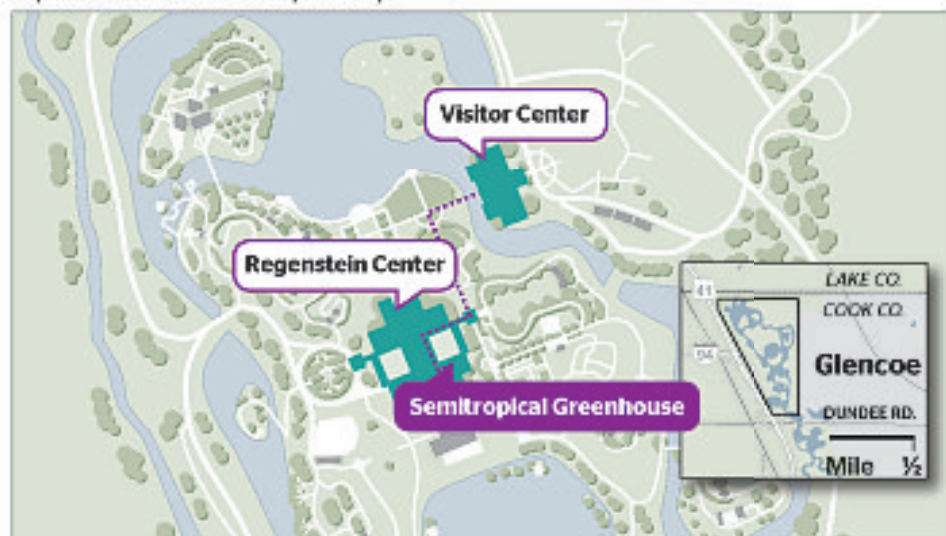 Visitor Center
Regenstein Center
Semitropical Greenhouse
41
LAKE CO.
COOK CO.
94
Glencoe
DUNDEE RD.
Mile ½